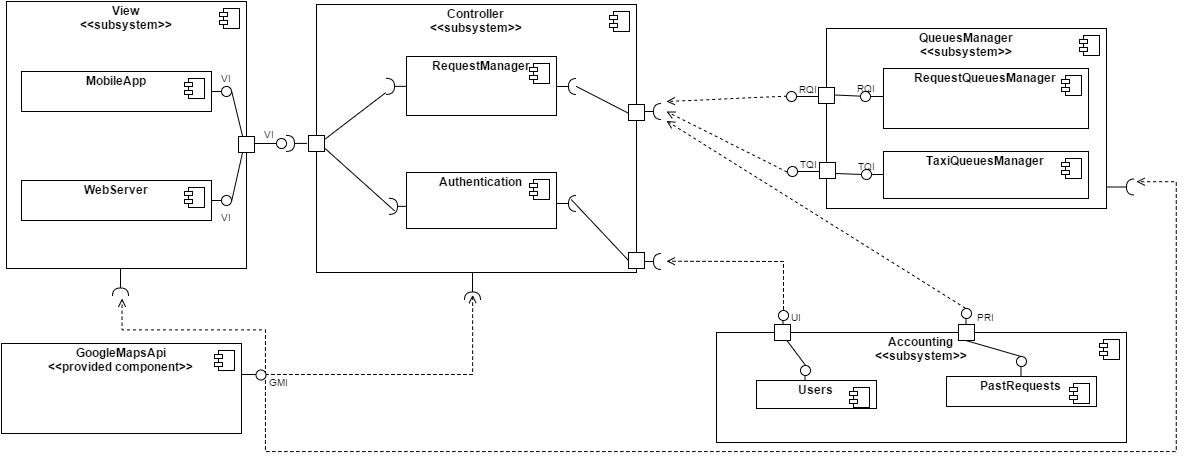 View
<<subsystem>>
MobileApp
VI
WebServer
VI
VI
Controller
<<subsystem>>
RequestManager
Authentication
QueuesManager
<<subsystem>>
RequestQueuesManager
RQI
RQI
TaxiQueuesManager
TQI
TQI
GoogleMapsApi
<<provided component>>
GMI
UI
PRI
Accounting
<<subsystem>>
Users
PastRequests